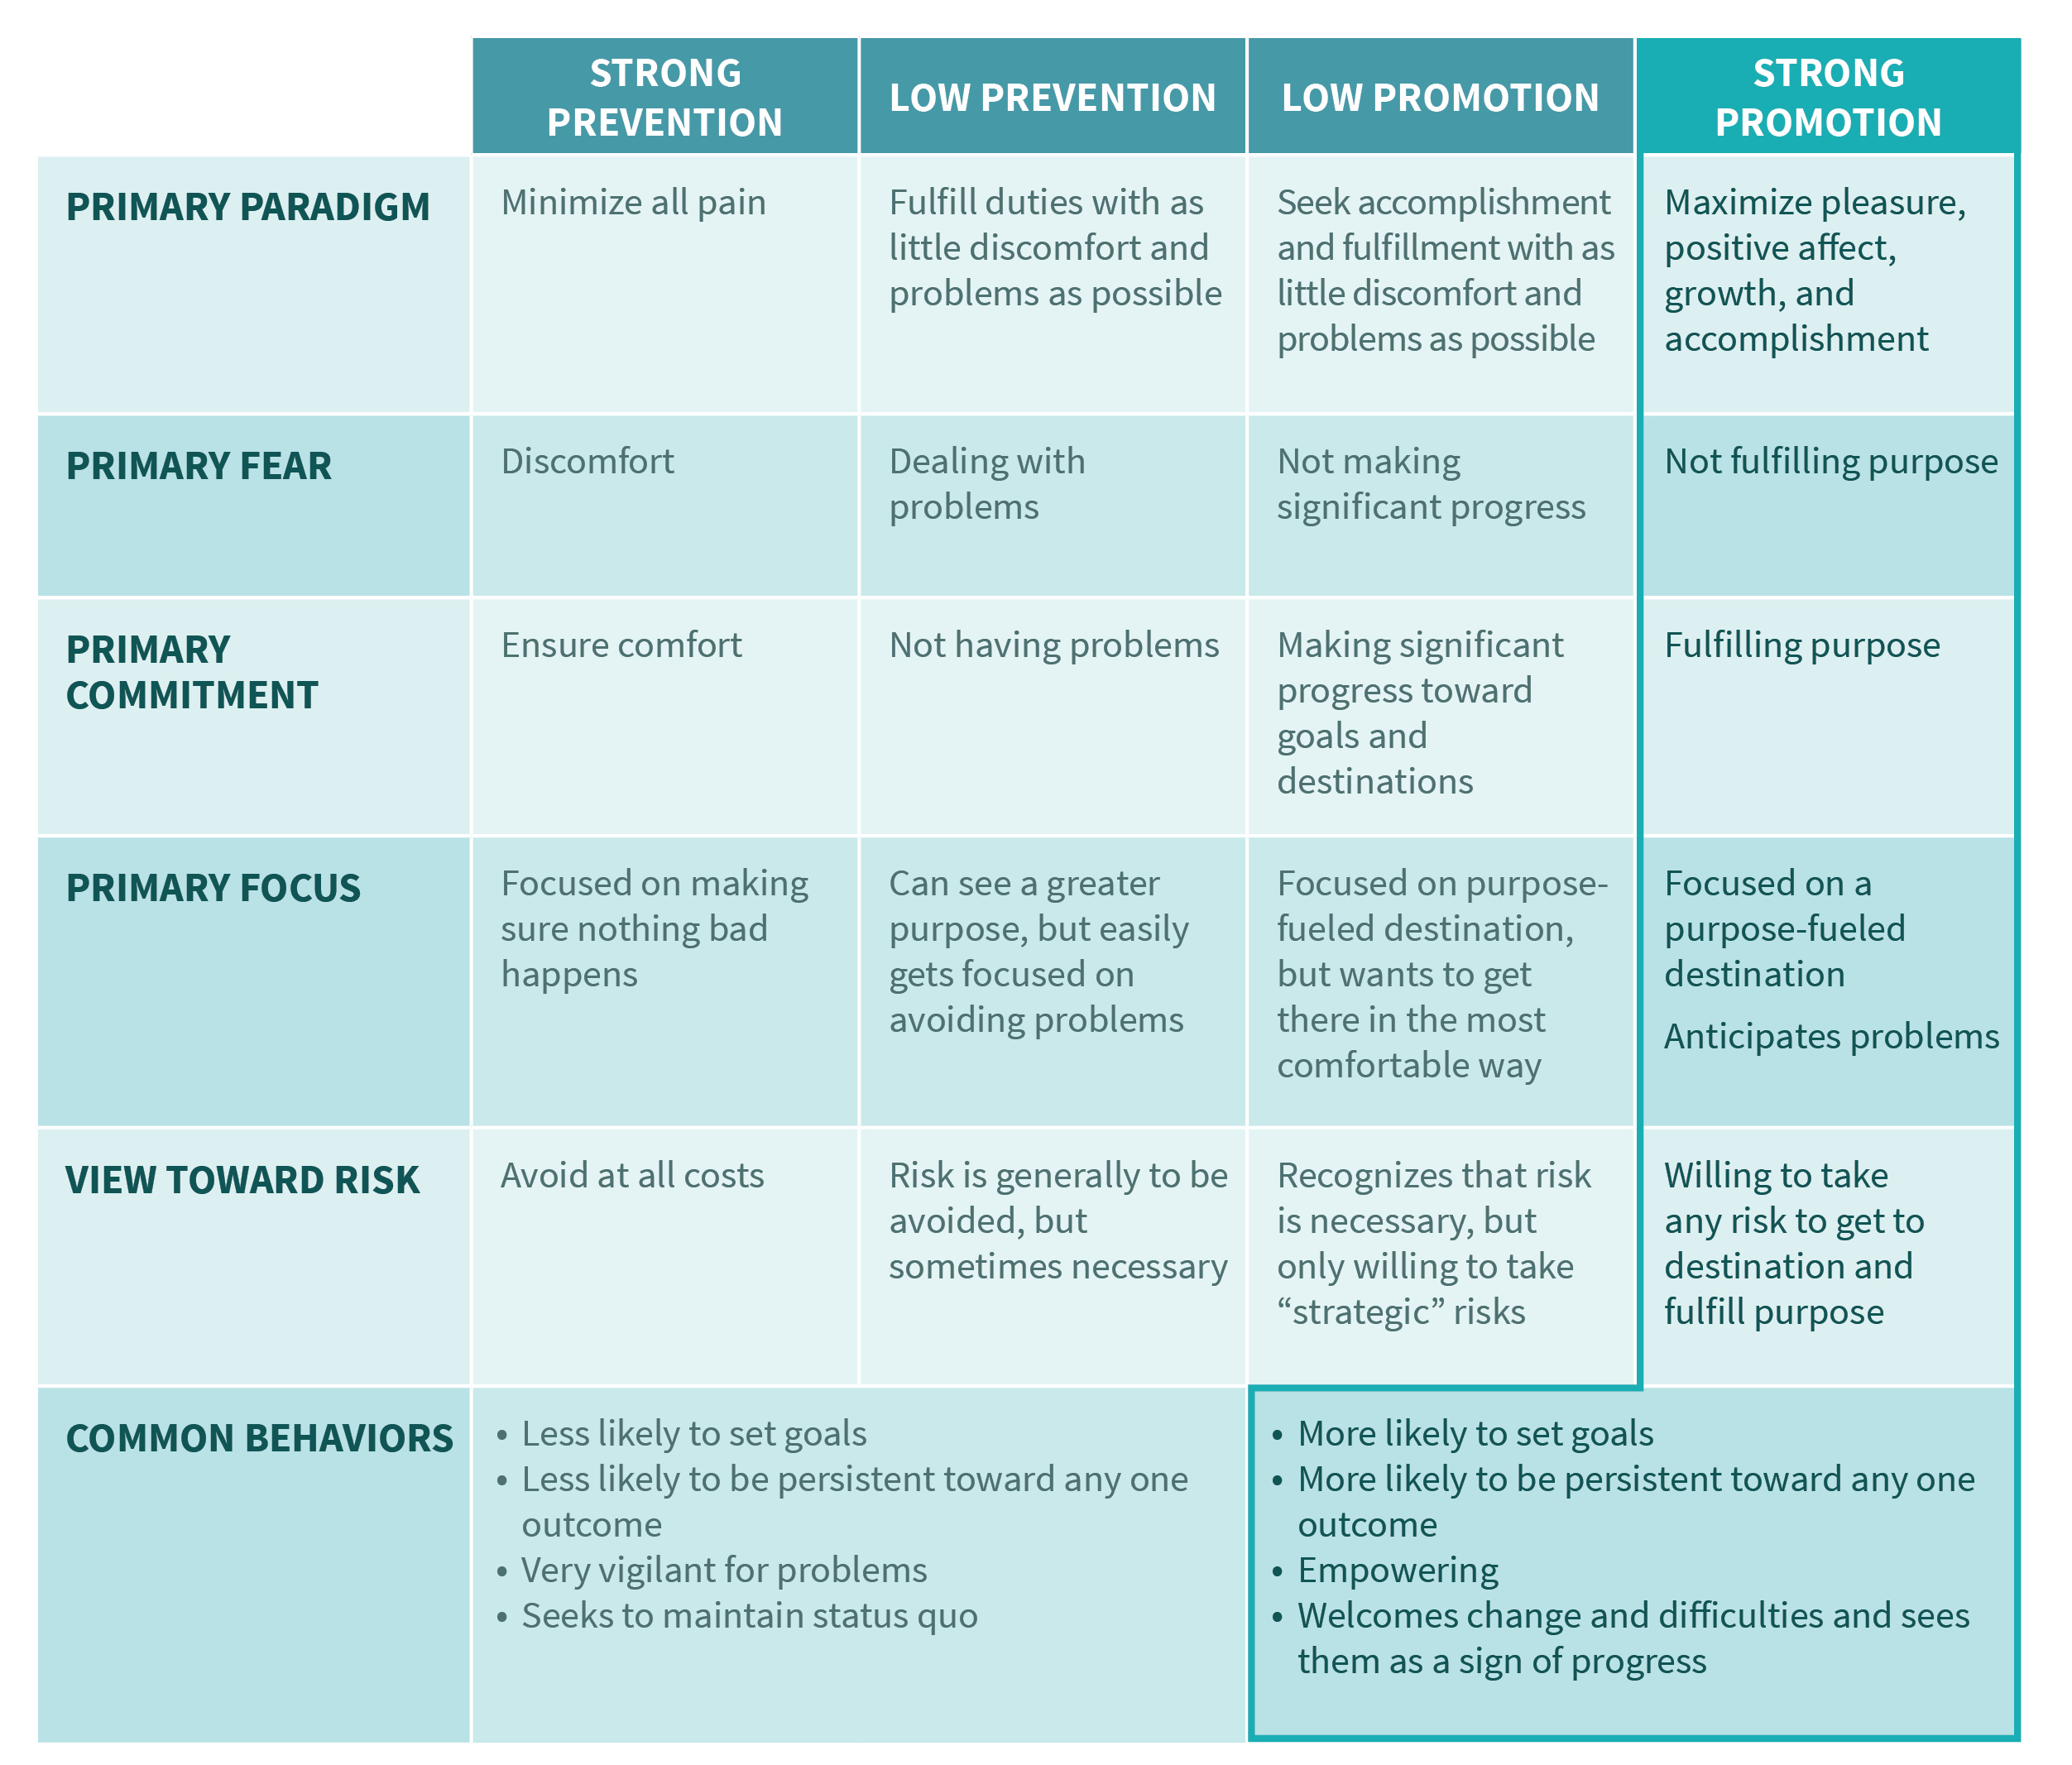 STRONG
PREVENTION
LOW PREVENTION
LOW PROMOTION
STRONG
PROMOTION
PRIMARY PARADIGM
Minimize all pain
Fulfill duties with as
little discomfort and
problems as possible
Seek accomplishment
and fulfillment with as
little discomfort and
problems as possible
Maximize pleasure,
positive affect,
growth, and
accomplishment
PRIMARY FEAR
Discomfort
Dealing with
problems
Not making
significant progress
Not fulfilling purpose
PRIMARY
COMMITMENT
Ensure comfort
Not having problems
Making significant
progress toward
goals and
destinations
Fulfilling purpose
PRIMARY FOCUS
Focused on making
sure nothing bad
happens
Can see a greater
purpose, but easily
gets focused on
avoiding problems
Focused on purpose-
fueled destination,
but wants to get
there in the most
comfortable way
Focused on a
purpose-fueled
destination
Anticipates problems
VIEW TOWARD RISK
Avoid at all costs
Risk is generally to be
avoided, but
sometimes necessary
Recognizes that risk
is necessary, but
only willing to take
“strategic” risks
Willing to take
any risk to get to
destination and
fulfill purpose
COMMON BEHAVIORS
• Less likely to set goals
• Less likely to be persistent toward any one
outcome
• Very vigilant for problems
• Seeks to maintain status quo
• More likely to set goals
• More likely to be persistent toward any one
outcome
• Empowering
• Welcomes change and difficulties and sees
them as a sign of progress